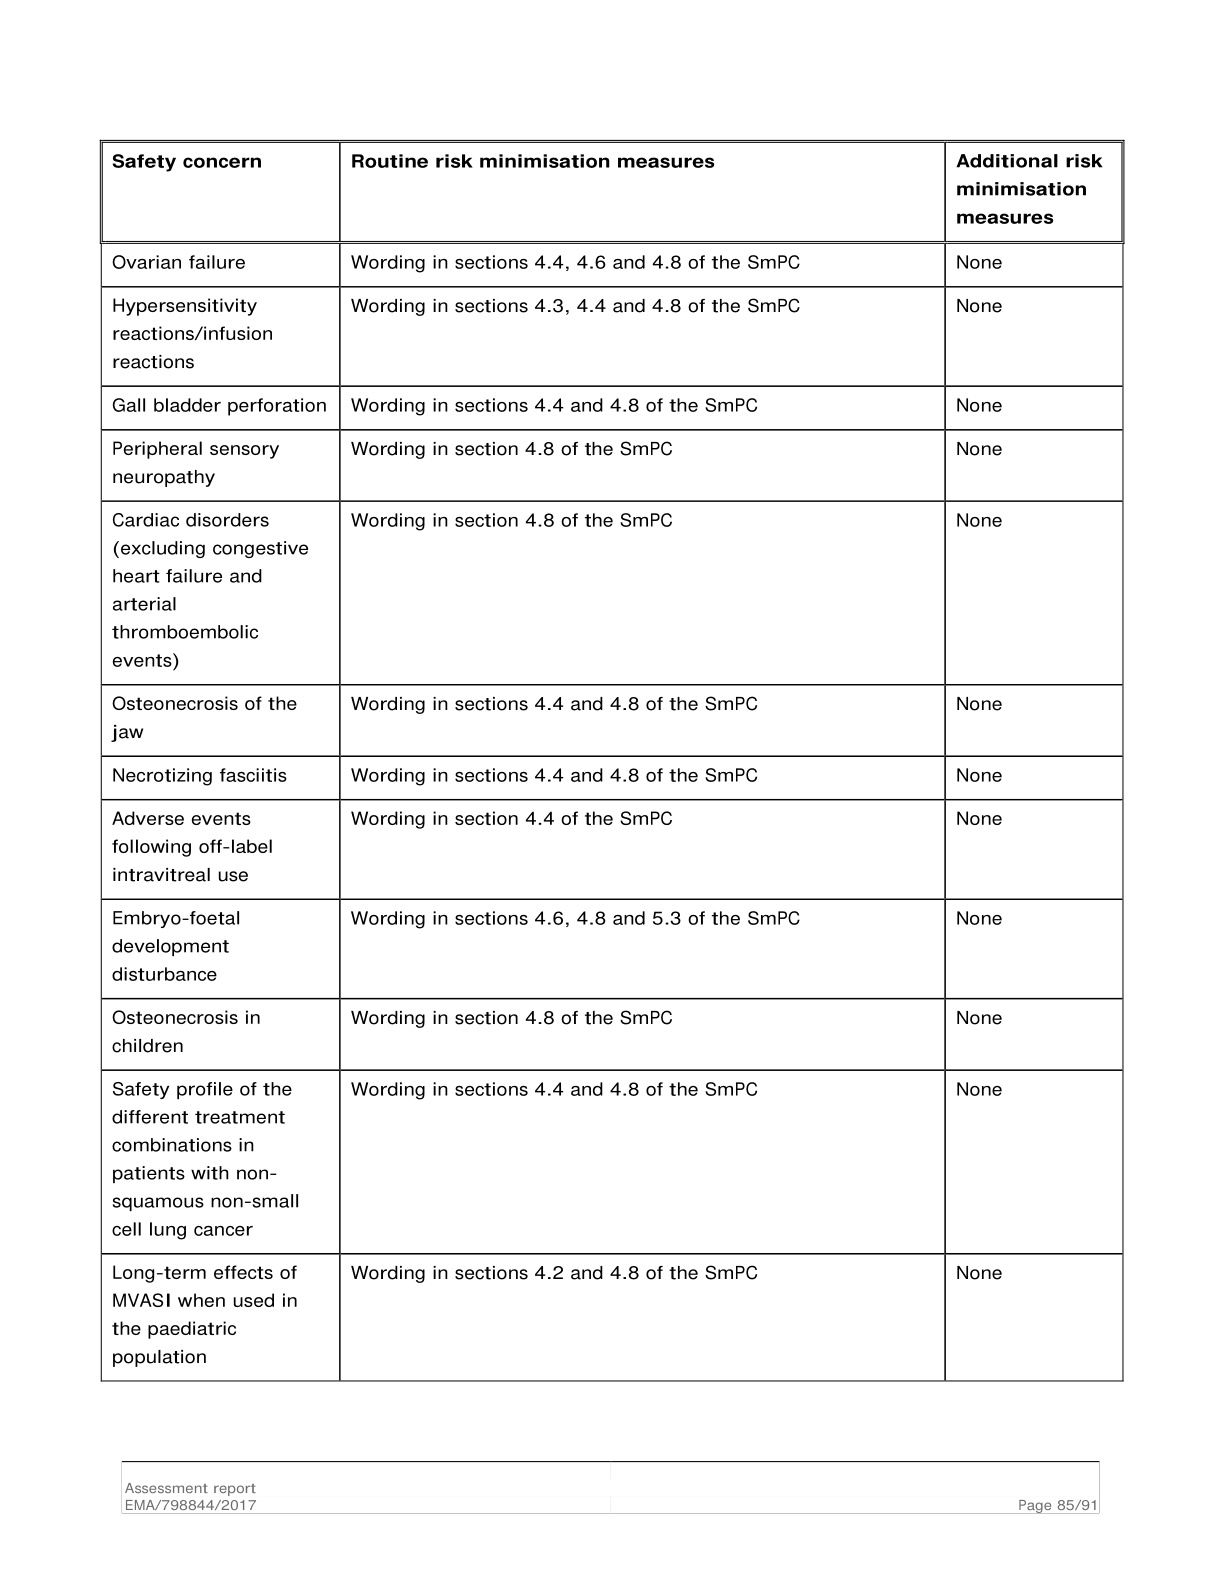 Safety concern
Routine risk minimisation measures
Additional risk
minimisation
measures
Ovarian failure
Wording in sections 4.4, 4.6 and 4.8 of the SmPC
None
Hypersensitivity
reactions/infusion
reactions
Wording in sections 4.3, 4.4 and 4.8 of the SmPC
None
Gall bladder perforation
Wording in sections 4.4 and 4.8 of the SmPC
None
Peripheral sensory
neuropathy
Wording in section 4.8 of the SmPC
None
Cardiac disorders
(excluding congestive
heart failure and
arterial
thromboembolic
events)
Wording in section 4.8 of the SmPC
None
Osteonecrosis of the
jaw
Wording in sections 4.4 and 4.8 of the SmPC
None
Necrotizing fasciitis
Wording in sections 4.4 and 4.8 of the SmPC
None
Adverse events
following off-label
intravitreal use
Wording in section 4.4 of the SmPC
None
Embryo-foetal
development
disturbance
Wording in sections 4.6, 4.8 and 5.3 of the SmPC
None
Osteonecrosis in
children
Wording in section 4.8 of the SmPC
None
Safety profile of the
different treatment
combinations in
patients with non-
squamous non-small
cell lung cancer
Wording in sections 4.4 and 4.8 of the SmPC
None
Long-term effects of
MVASI when used in
the paediatric
population
Wording in sections 4.2 and 4.8 of the SmPC
None
Assessment report
EMA/798844/2017
Page 85/91